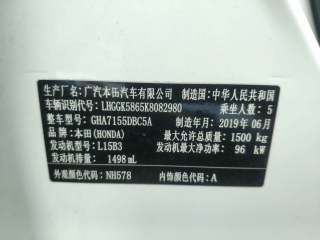 生产厂名：广汽本田汽车有限公司 制造国：中华人民共和国
车辆识别代号：LHGGK5865K8082980 乘坐人数：5
整车型号：GHA7155DBC5A 制造年月：2019年06月
品牌：本田(HONDA) 最大允许总质量：1500 kg
发动机型号：L15B3 发动机最大净功率：96 kW
发动机排量：1498 mL
外观颜色代码：NH578 内饰颜色代码：A